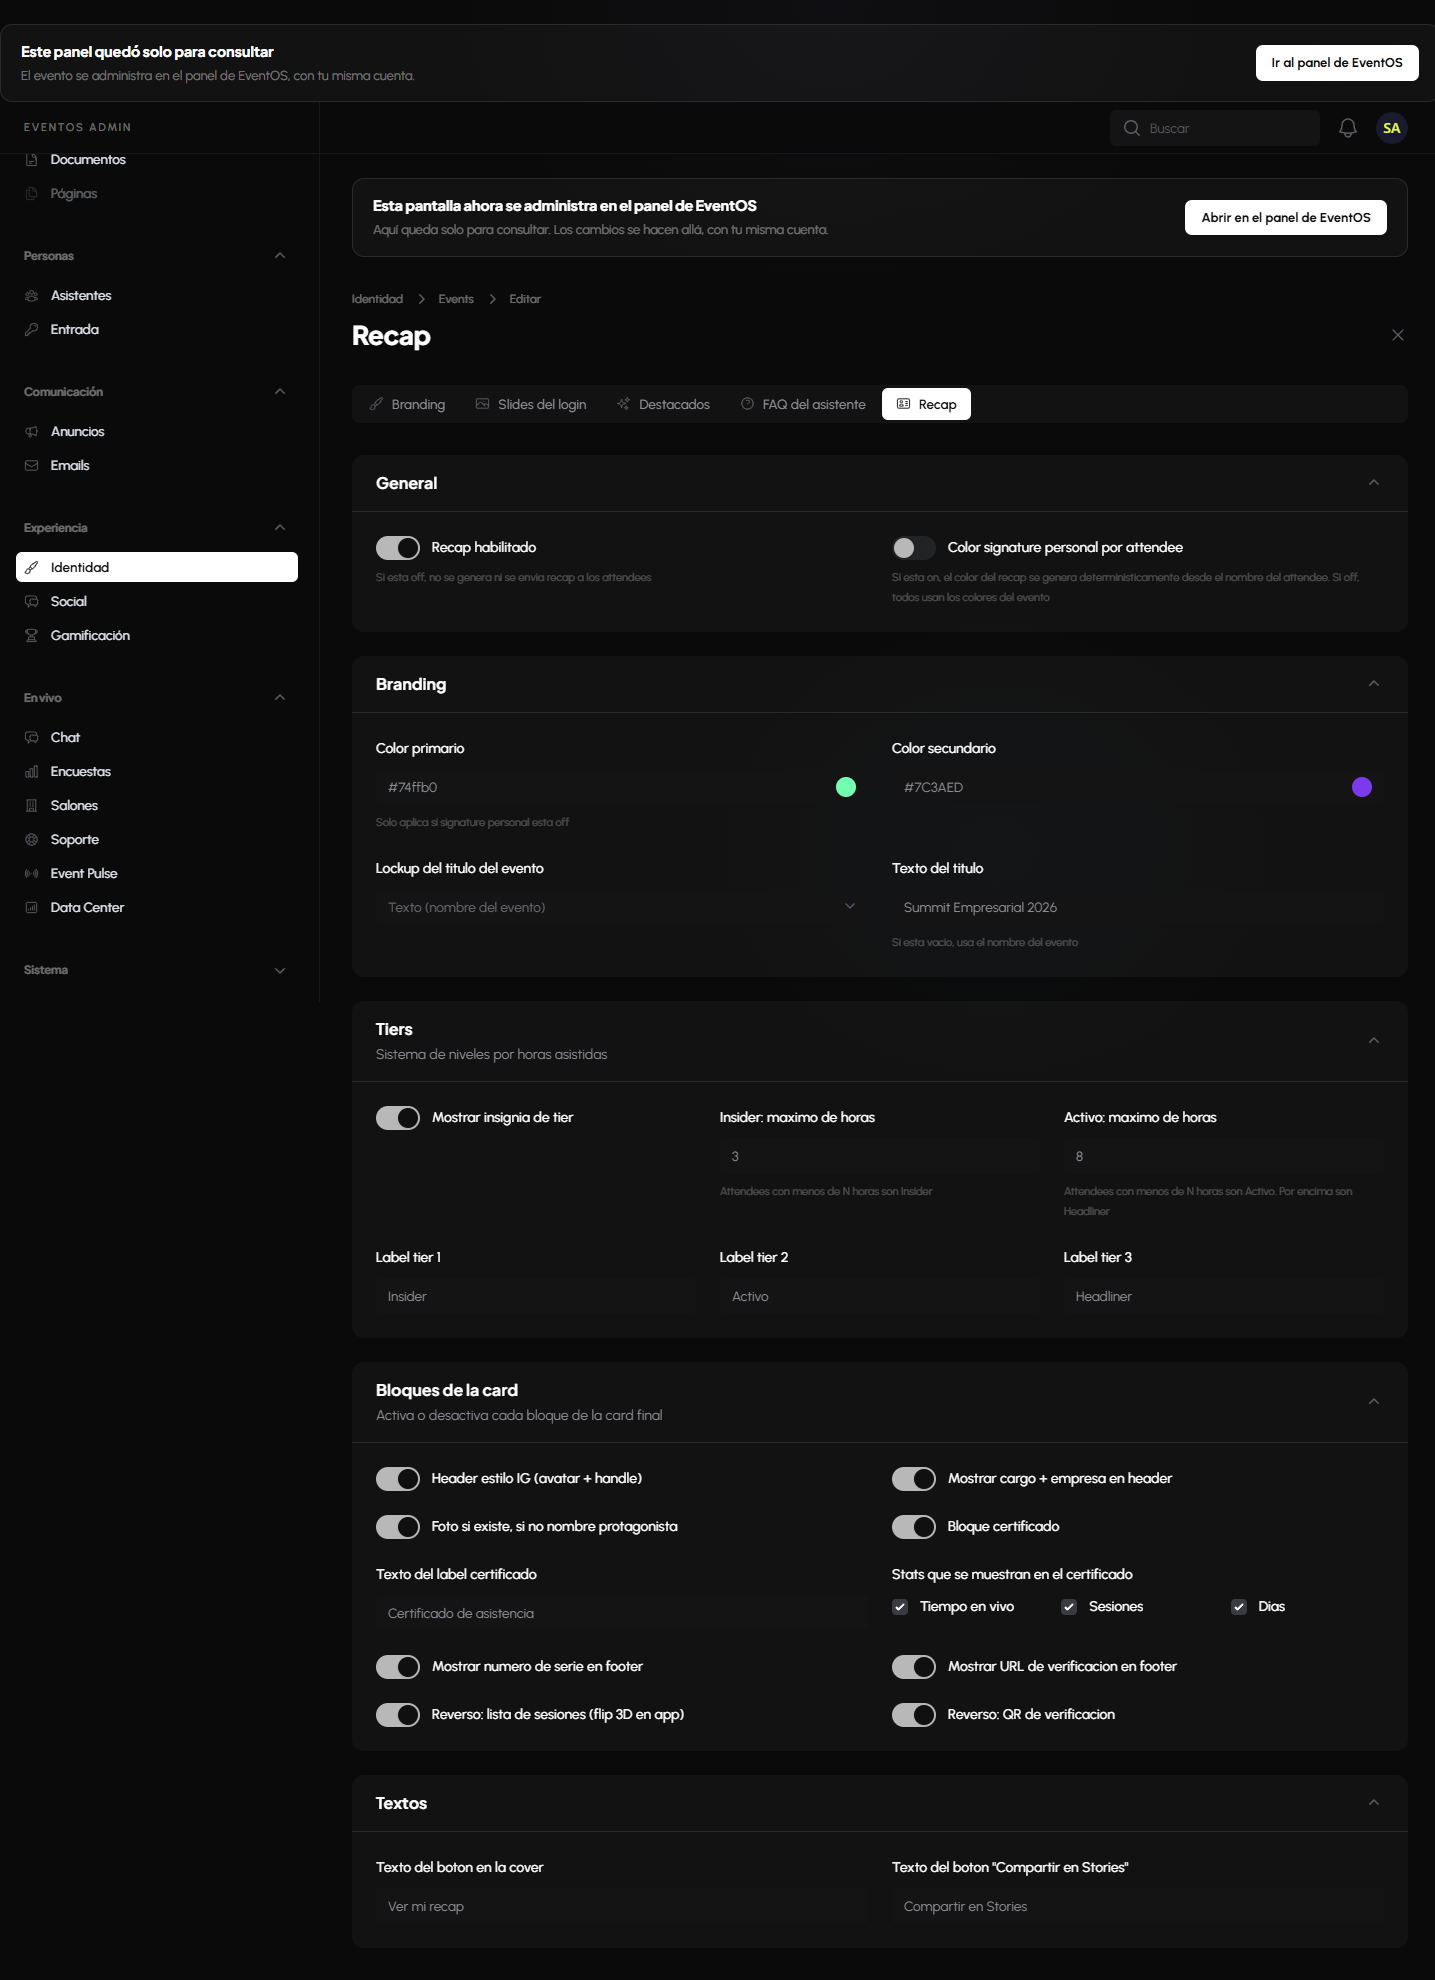 Este panel quedó solo para consultar
El evento se administra en el panel de EventOS, con tu misma cuenta.
Ir al panel de EventOS
EVENTOS ADMIN
Buscar
SA
Documentos
Páginas
Personas
Asistentes
Entrada
Comunicación
Anuncios
Emails
Experiencia
Identidad
Social
Gamificación
En vivo
Chat
Encuestas
Salones
Soporte
Event Pulse
Data Center
Sistema
Esta pantalla ahora se administra en el panel de EventOS
Aquí queda solo para consultar. Los cambios se hacen allá, con tu misma cuenta.
Abrir en el panel de EventOS
Identidad > Events > Editar
Recap
Branding
Slides del login
Destacados
FAQ del asistente
Recap
General
Recap habilitado
Si esta off, no se genera ni se envia recap a los attendees
Color signature personal por attendee
Si esta on, el color del recap se genera deterministicamente desde el nombre del attendee. Si off,
todos usan los colores del evento
Branding
Color primario
#74ffb0
Solo aplica si signature personal esta off
Color secundario
#7C3AED
Lockup del titulo del evento
Texto (nombre del evento)
Texto del titulo
Summit Empresarial 2026
Si esta vacio, usa el nombre del evento
Tiers
Sistema de niveles por horas asistidas
Mostrar insignia de tier
Insider: maximo de horas
3
Attendees con menos de N horas son Insider
Activo: maximo de horas
8
Attendees con menos de N horas son Activo. Por encima son
Headliner
Label tier 1
Insider
Label tier 2
Activo
Label tier 3
Headliner
Bloques de la card
Activa o desactiva cada bloque de la card final
Header estilo IG (avatar + handle)
Mostrar cargo + empresa en header
Foto si existe, si no nombre protagonista
Bloque certificado
Texto del label certificado
Certificado de asistencia
Stats que se muestran en el certificado
Tiempo en vivo
Sesiones
Dias
Mostrar numero de serie en footer
Mostrar URL de verificacion en footer
Reverso: lista de sesiones (flip 3D en app)
Reverso: QR de verificacion
Textos
Texto del boton en la cover
Ver mi recap
Texto del boton "Compartir en Stories"
Compartir en Stories